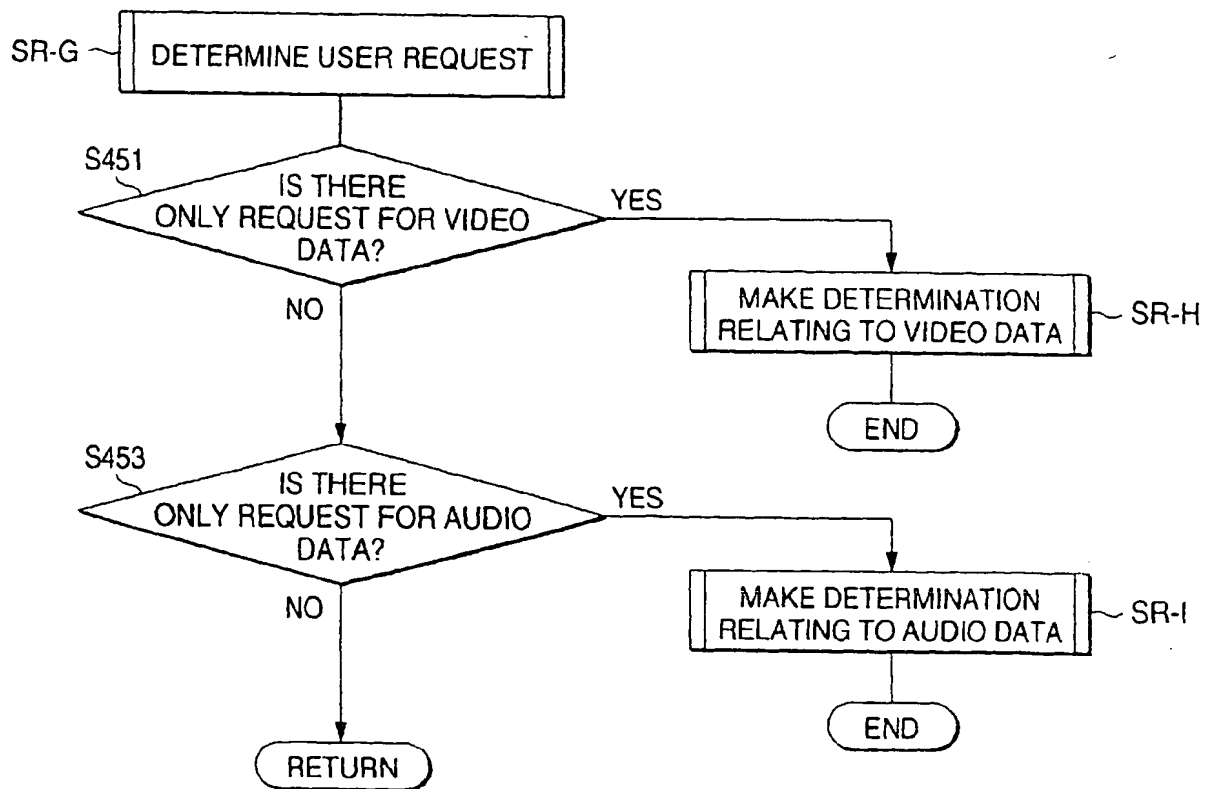 SR-G
DETERMINE USER REQUEST
S451
IS THERE
ONLY REQUEST FOR VIDEO
DATA?
YES
NO
MAKE DETERMINATION
RELATING TO VIDEO DATA
SR-H
END
S453
IS THERE
ONLY REQUEST FOR AUDIO
DATA?
YES
NO
MAKE DETERMINATION
RELATING TO AUDIO DATA
SR-I
END
RETURN